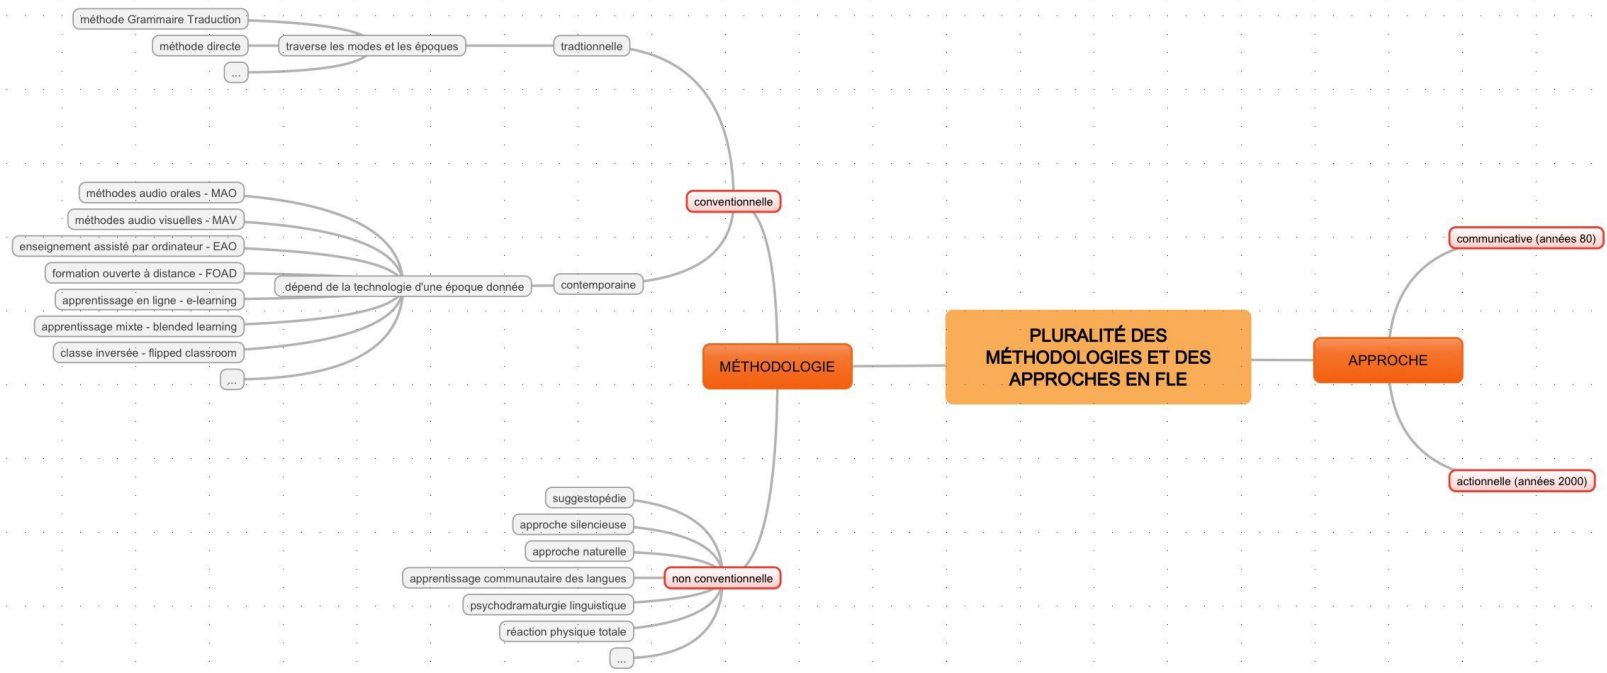 méthode Grammaire Traduction
méthode directe
...
traverse les modes et les époques
tradtionnelle
conventionnelle
méthodes audio orales - MAO
méthodes audio visuelles - MAV
enseignement assisté par ordinateur - EAO
formation ouverte à distance - FOAD
apprentissage en ligne - e-learning
apprentissage mixte - blended learning
classe inversée - flipped classroom
...
dépend de la technologie d'une époque donnée
contemporaine
MÉTHODOLOGIE
suggestopédie
approche silencieuse
approche naturelle
apprentissage communautaire des langues
psychodramaturgie linguistique
réaction physique totale
...
non conventionnelle
PLURALITÉ DES
MÉTHODOLOGIES ET DES
APPROCHES EN FLE
APPROCHE
communicative (années 80)
actionnelle (années 2000)